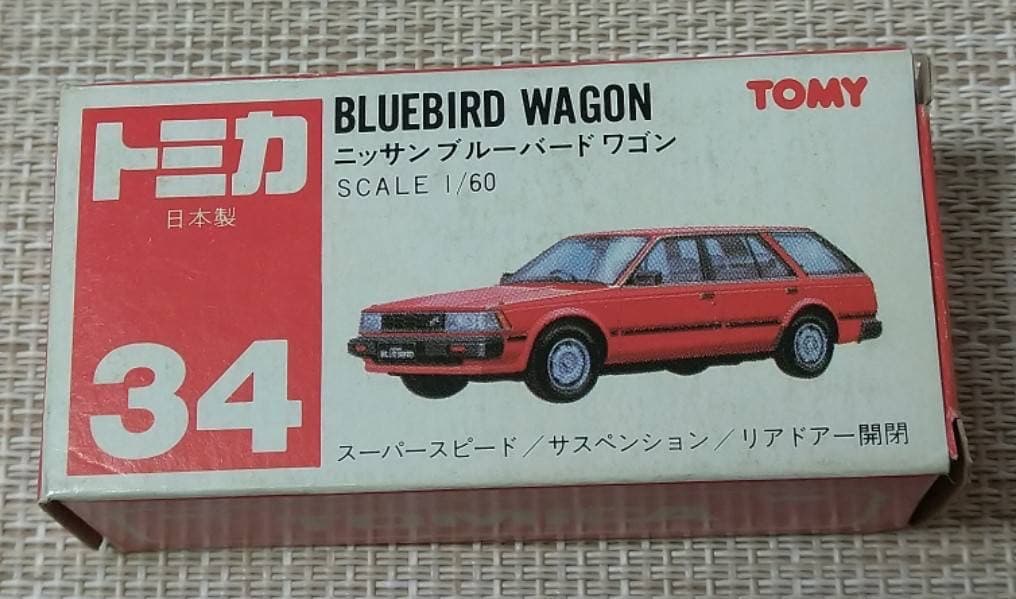 トミカ
日本製
34
BLUEBIRD WAGON
ニッサンブルーバードワゴン
SCALE 1/60
TOMY
スーパースピード／サスペンション／リアドアー開閉